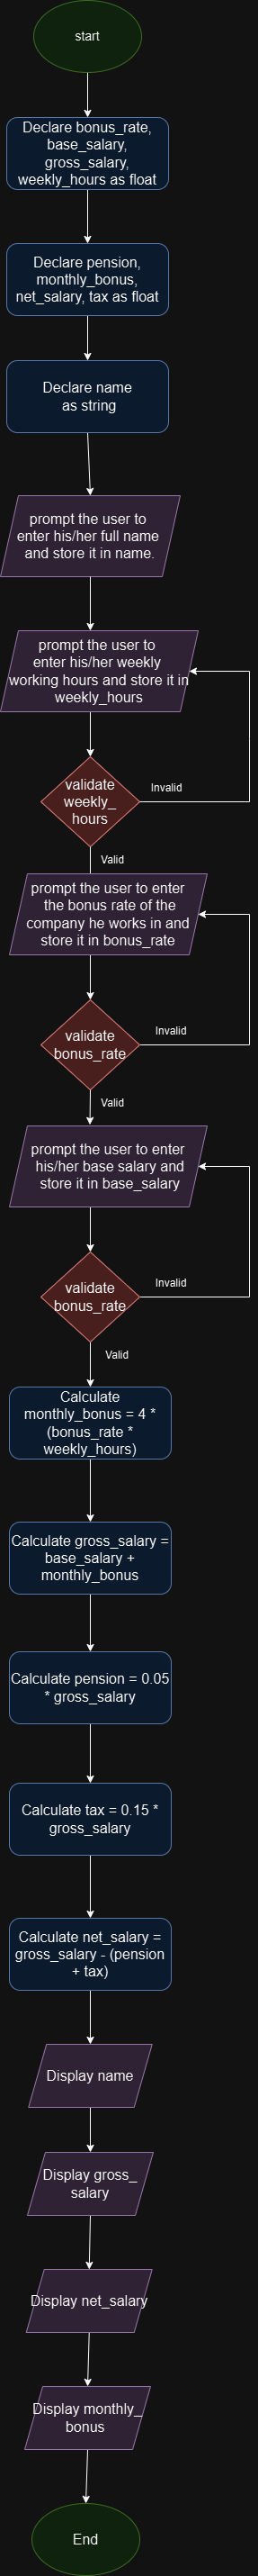 start
Declare bonus_rate,
base_salary,
gross_salary,
weekly_hours as float
Declare pension,
monthly_bonus,
net_salary, tax as float
Declare name
as string
prompt the user to
enter his/her full name
and store it in name.
prompt the user to
enter his/her weekly
working hours and store it in
weekly_hours
validate
weekly_
hours
Invalid
Valid
prompt the user to enter
the bonus rate of the
company he works in and
store it in bonus_rate
validate
bonus_rate
Invalid
Valid
prompt the user to enter
his/her base salary and
store it in base_salary
validate
bonus_rate
Invalid
Valid
Calculate
monthly_bonus = 4 *
(bonus_rate *
weekly_hours)
Calculate gross_salary =
base_salary +
monthly_bonus
Calculate pension = 0.05
* gross_salary
Calculate tax = 0.15 *
gross_salary
Calculate net_salary =
gross_salary - (pension
+ tax)
Display name
Display gross_
salary
Display net_salary
Display monthly_
bonus
End